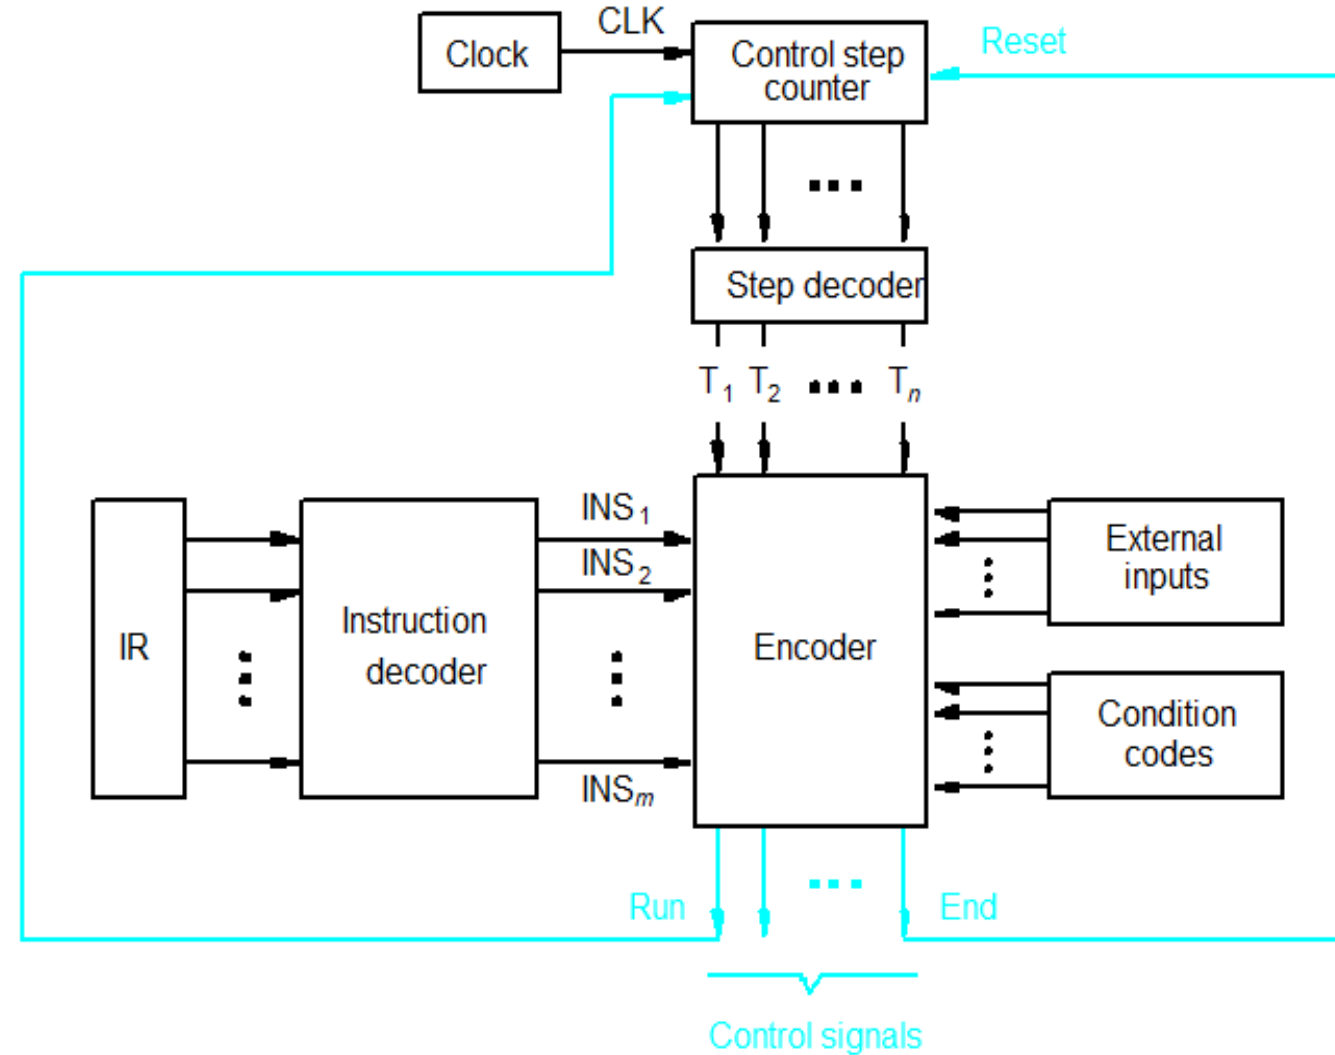 CLK
Clock
Control step
counter
Reset
Step decoder
T1 T2 Tn
INS1
INS2
INSm
IR
Instruction
decoder
Encoder
External
inputs
Condition
codes
Run
End
Control signals